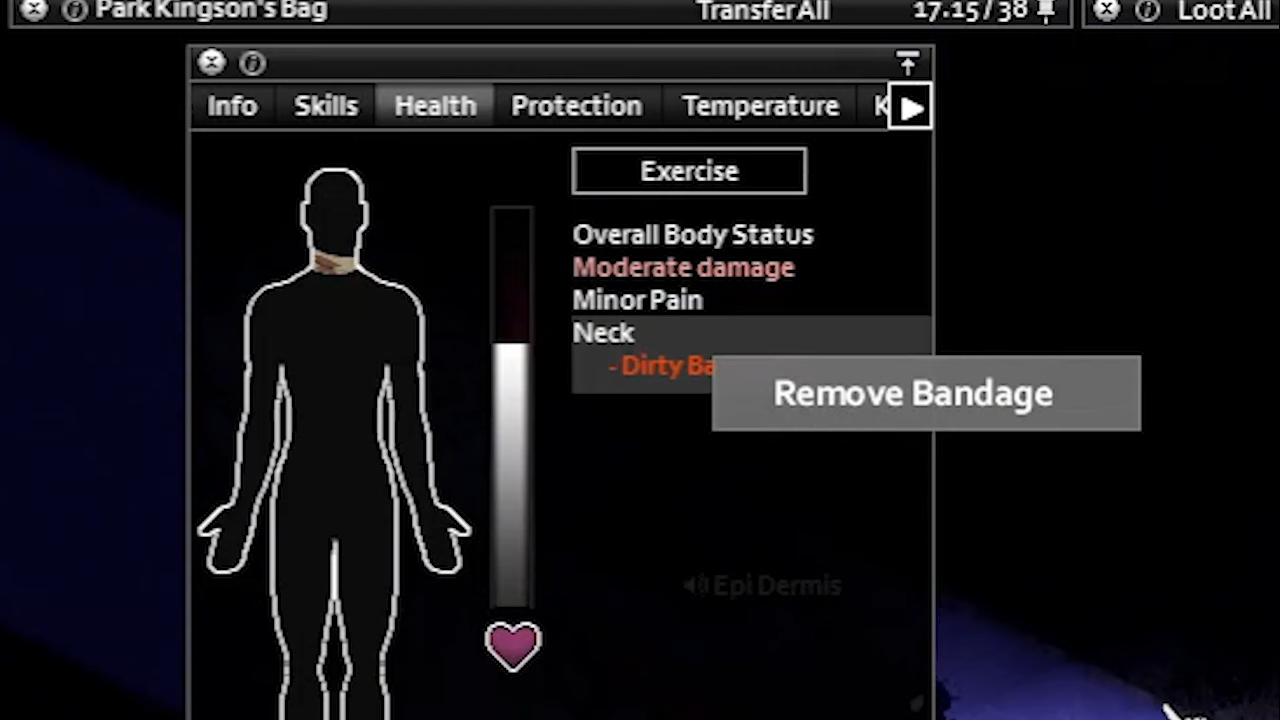 Park Kingson's Bag
Transfer All
17.15 / 38
Loot All
Info
Skills
Health
Protection
Temperature
K
Exercise
Overall Body Status
Moderate damage
Minor Pain
Neck
- Dirty Ba
Remove Bandage
Epi Dermis